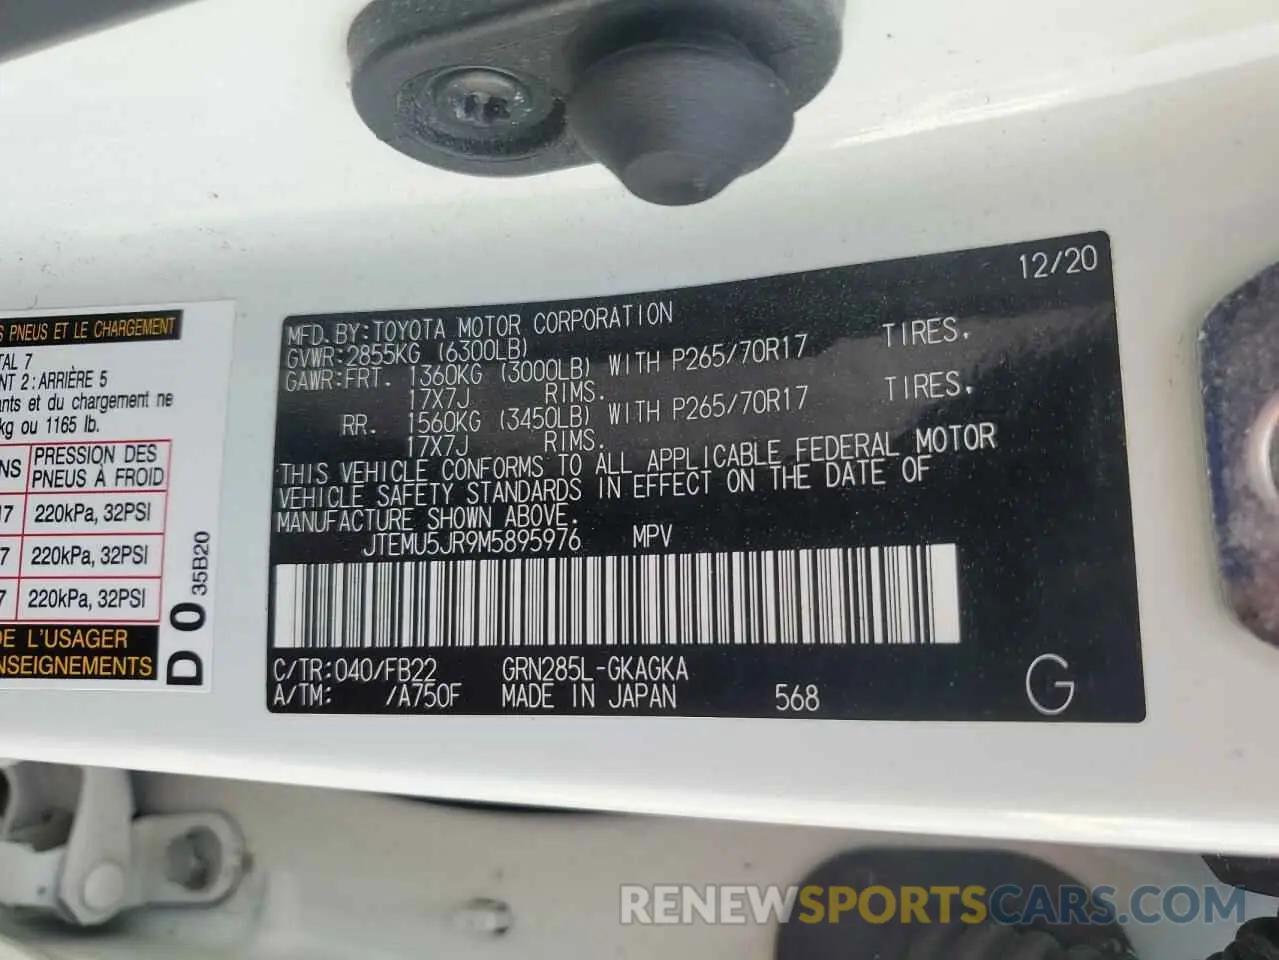 S PNEUS ET LE CHARGEMENT
TAL 7
NT 2: ARRIÈRE 5
ants et du chargement ne
kg ou 1165 lb.
NS PRESSION DES PNEUS À FROID
17 220kPa, 32PSI
7 220kPa, 32PSI
7 220kPa, 32PSI
DE L'USAGER
NSEIGNEMENTS
D 0 35B20
12/20
MFD. BY: TOYOTA MOTOR CORPORATION
GVWR: 2855KG (6300LB)
GAWR: FRT. 1360KG (3000LB) WITH P265/70R17 TIRES,
17X7J RIMS.
RR. 1560KG (3450LB) WITH P265/70R17 TIRES,
17X7J RIMS.
THIS VEHICLE CONFORMS TO ALL APPLICABLE FEDERAL MOTOR
VEHICLE SAFETY STANDARDS IN EFFECT ON THE DATE OF
MANUFACTURE SHOWN ABOVE.
JTEMU5JR9M5895976 MPV
C/TR: 040/FB22 GRN285L-GKAGKA
A/TM: /A750F MADE IN JAPAN 568
G
RENEWSPORTSCARS.COM